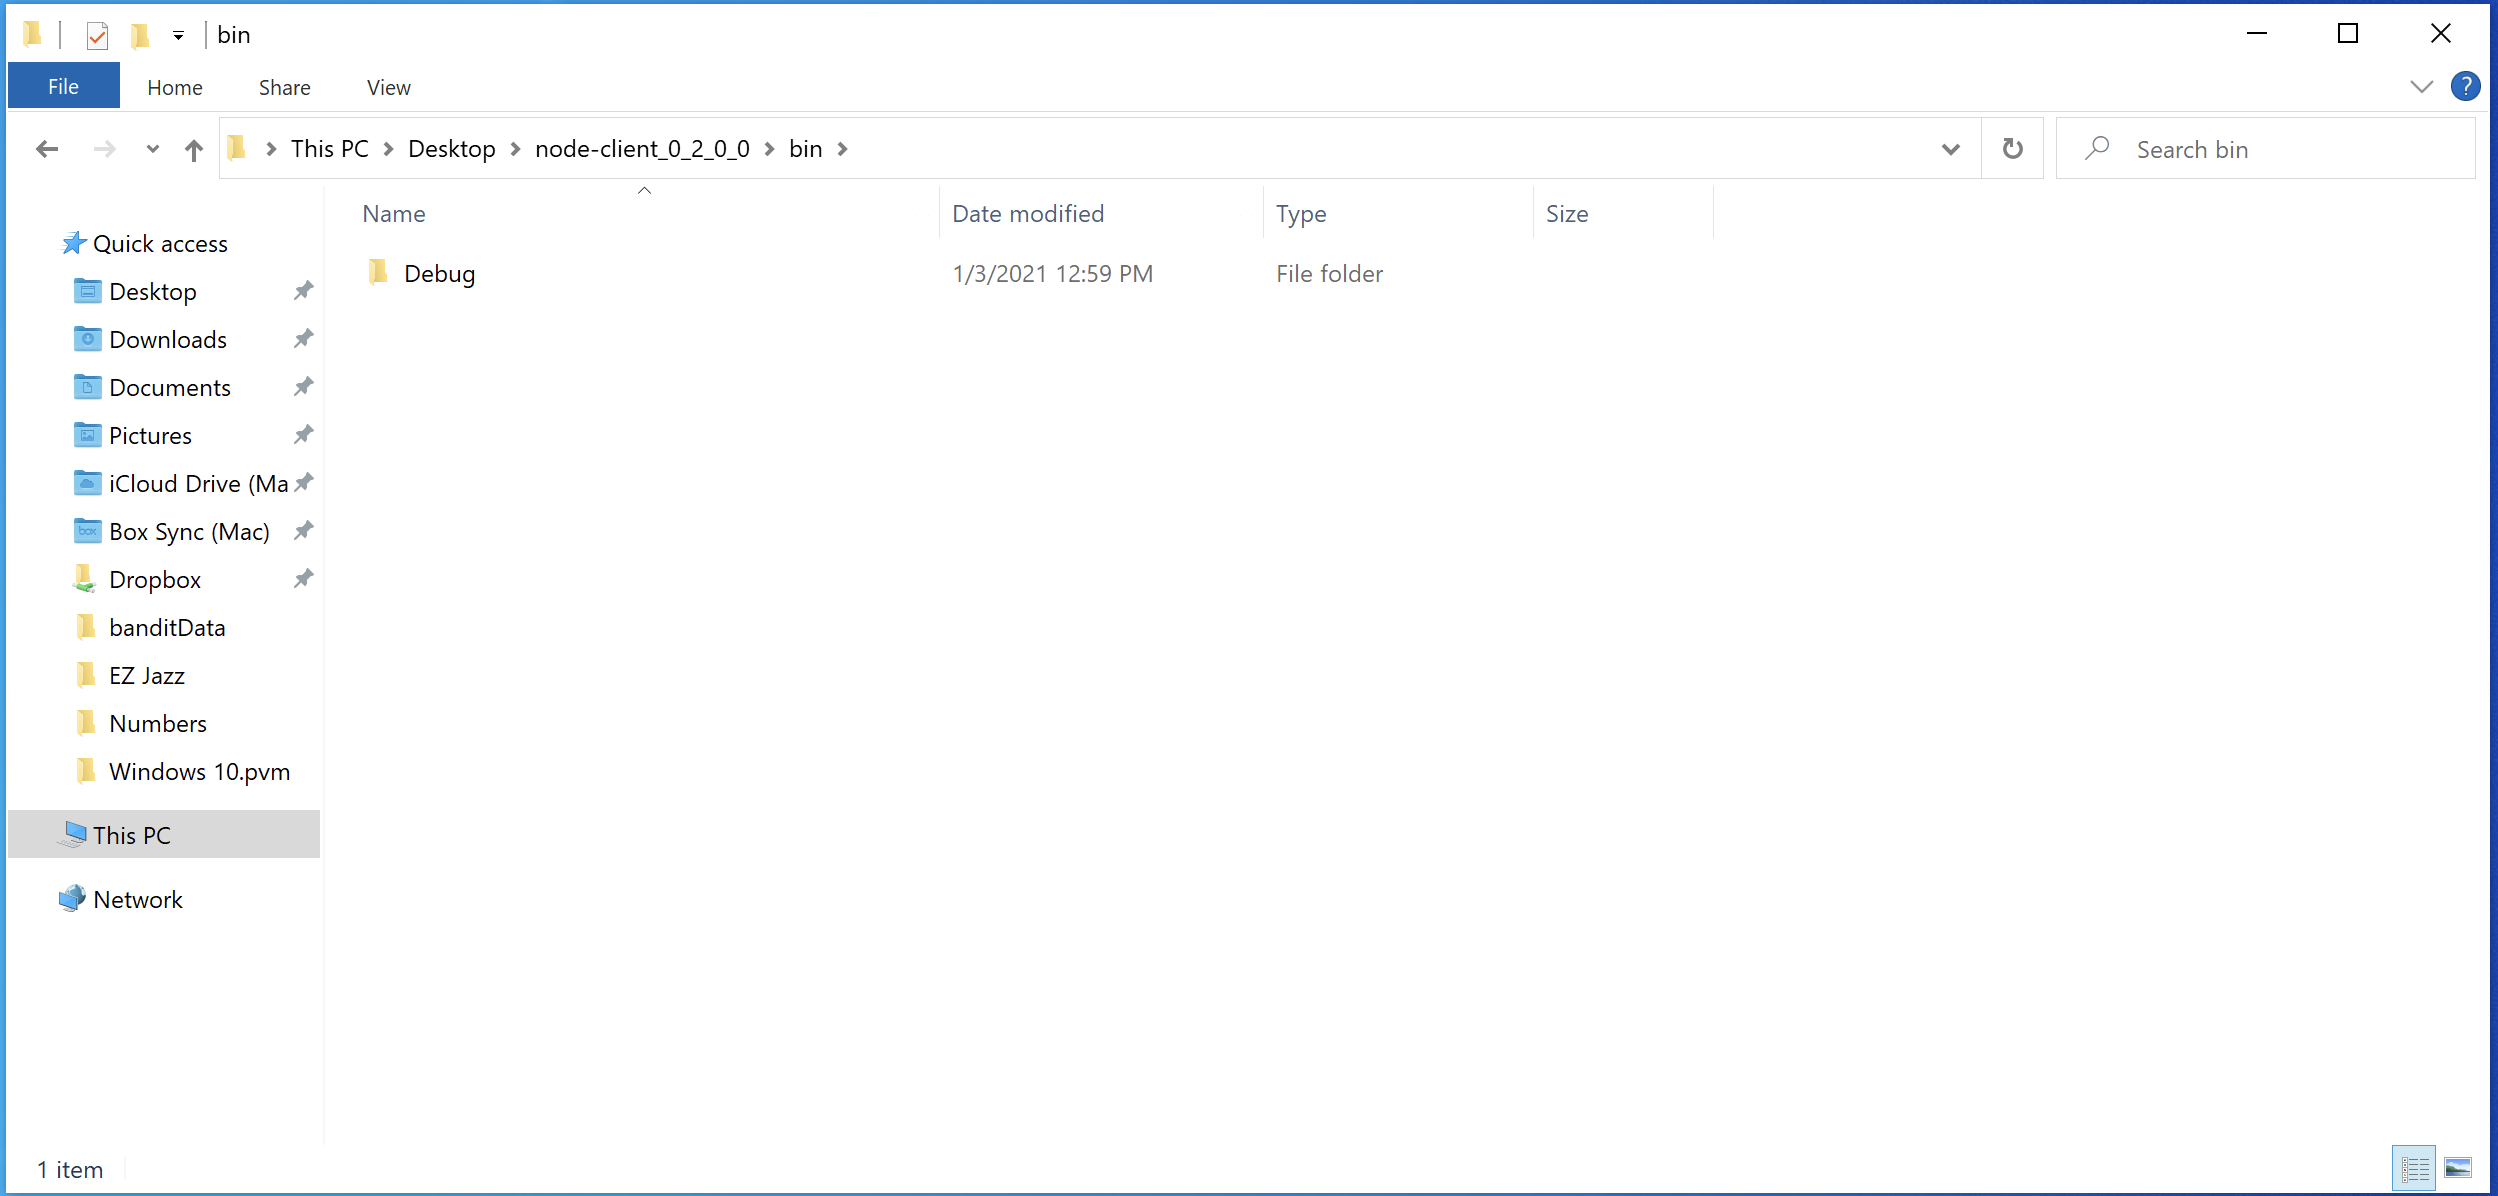 bin
File Home Share View
This PC Desktop node-client_0_2_0_0 bin
Search bin
Name Date modified Type Size
Debug 1/3/2021 12:59 PM File folder
Quick access
Desktop
Downloads
Documents
Pictures
iCloud Drive (Ma
Box Sync (Mac)
Dropbox
banditData
EZ Jazz
Numbers
Windows 10.pvm
This PC
Network
1 item